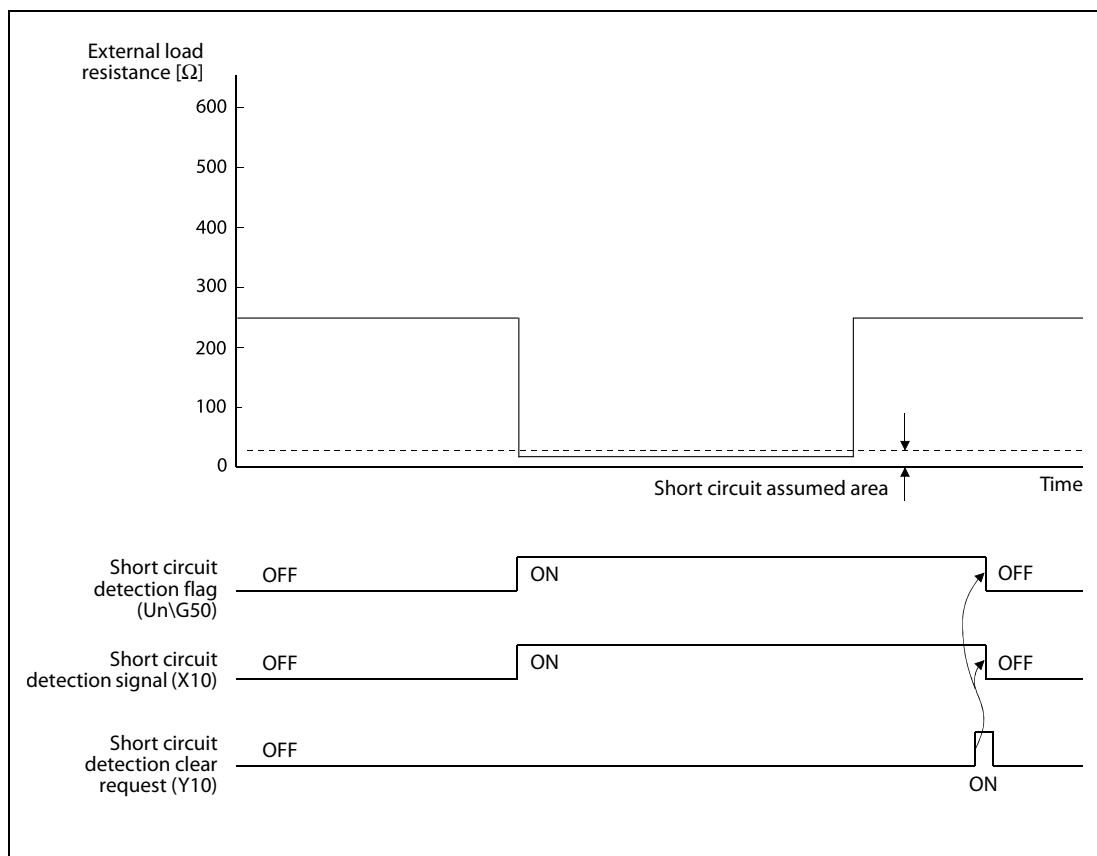 External load
resistance [Ω]
600
500
400
300
200
100
0
Short circuit assumed area
Time
Short circuit
detection flag
(Un\G50)
OFF
ON
OFF
Short circuit
detection signal (X10)
OFF
ON
OFF
Short circuit
detection clear
request (Y10)
OFF
ON